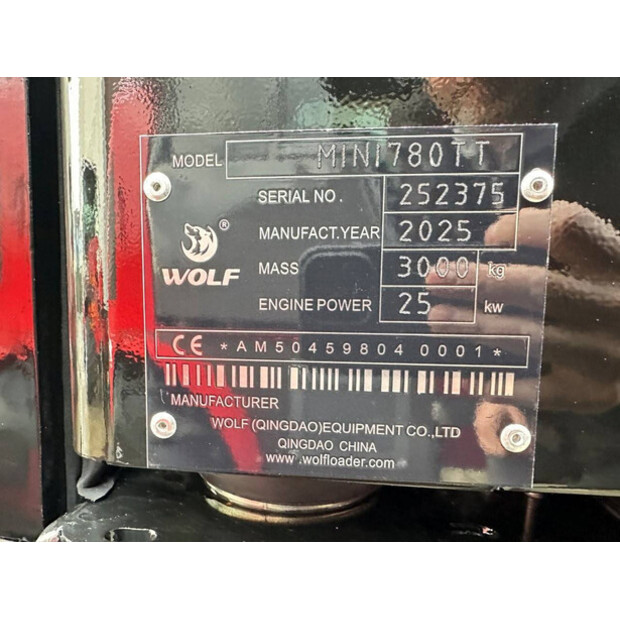 MODEL MINI780TT
SERIAL NO. 252375
MANUFACT.YEAR 2025
®
WOLF
MASS 3000 kg
ENGINE POWER 25 kw
CE *AM50459804 0001*
MANUFACTURER
WOLF (QINGDAO)EQUIPMENT CO.,LTD
QINGDAO CHINA
www.wolfloader.com